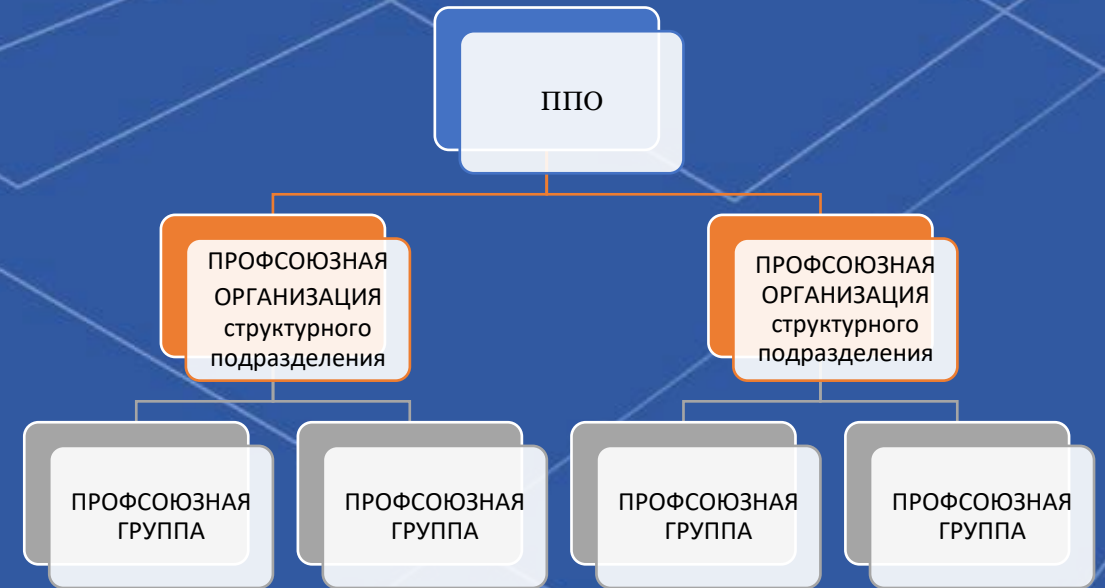 ППО
ПРОФСОЮЗНАЯ
ОРГАНИЗАЦИЯ
структурного
подразделения
ПРОФСОЮЗНАЯ
ОРГАНИЗАЦИЯ
структурного
подразделения
ПРОФСОЮЗНАЯ
ГРУППА
ПРОФСОЮЗНАЯ
ГРУППА
ПРОФСОЮЗНАЯ
ГРУППА
ПРОФСОЮЗНАЯ
ГРУППА